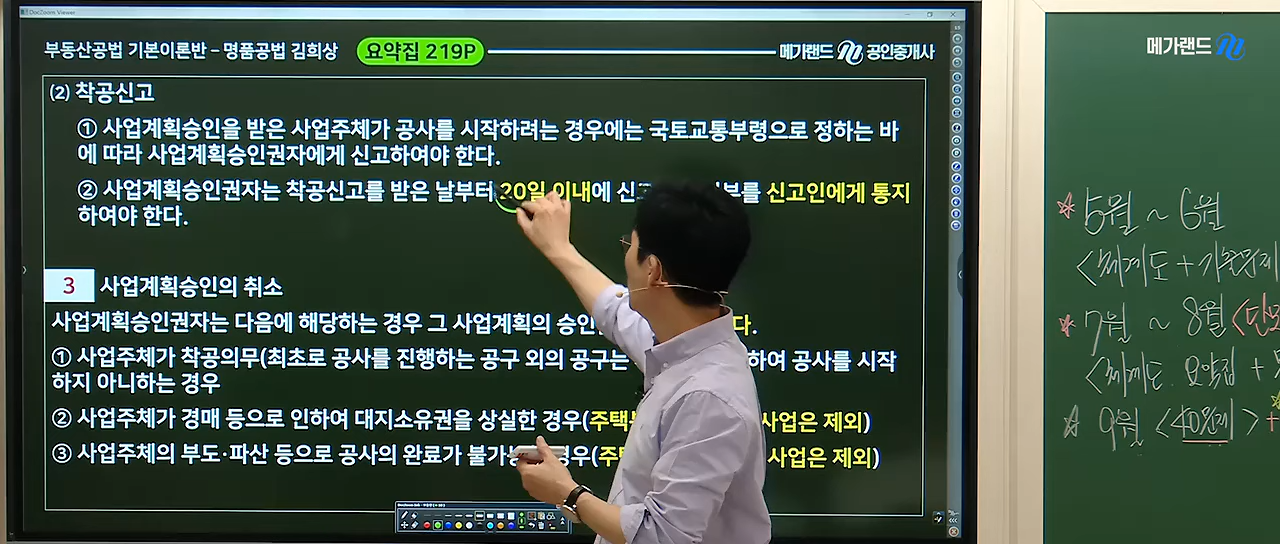 DocZoom Viewer
부동산공법 기본이론반 – 명품공법 김희상 요약집 219P 메가랜드 공인중개사
(2) 착공신고
① 사업계획승인을 받은 사업주체가 공사를 시작하려는 경우에는 국토교통부령으로 정하는 바
에 따라 사업계획승인권자에게 신고하여야 한다.
② 사업계획승인권자는 착공신고를 받은 날부터 20일 이내에 신고 를 신고인에게 통지
하여야 한다.
3 사업계획승인의 취소
사업계획승인권자는 다음에 해당하는 경우 그 사업계획의 승인 다.
① 사업주체가 착공의무(최초로 공사를 진행하는 공구 외의 공구는 하여 공사를 시작
하지 아니하는 경우
② 사업주체가 경매 등으로 인하여 대지소유권을 상실한 경우(주택 사업은 제외)
③ 사업주체의 부도·파산 등으로 공사의 완료가 불가 경우(주택 사업은 제외)
메가랜드
5월 ~ 6월
<체계도 +
7월 ~ 8월
<체계도. 요약집 +
9월 <40문제> +